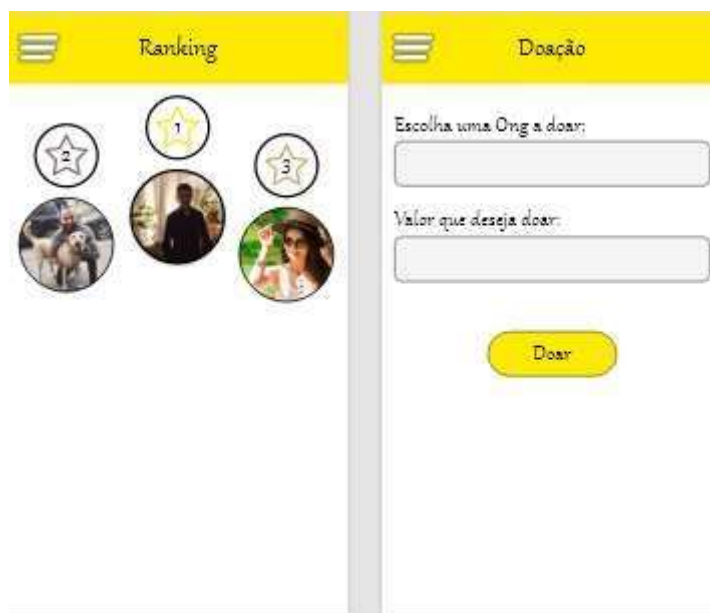 Ranking
1
2
3
Doação
Escolha uma Ong a doar:
Valor que deseja doar:
Doar